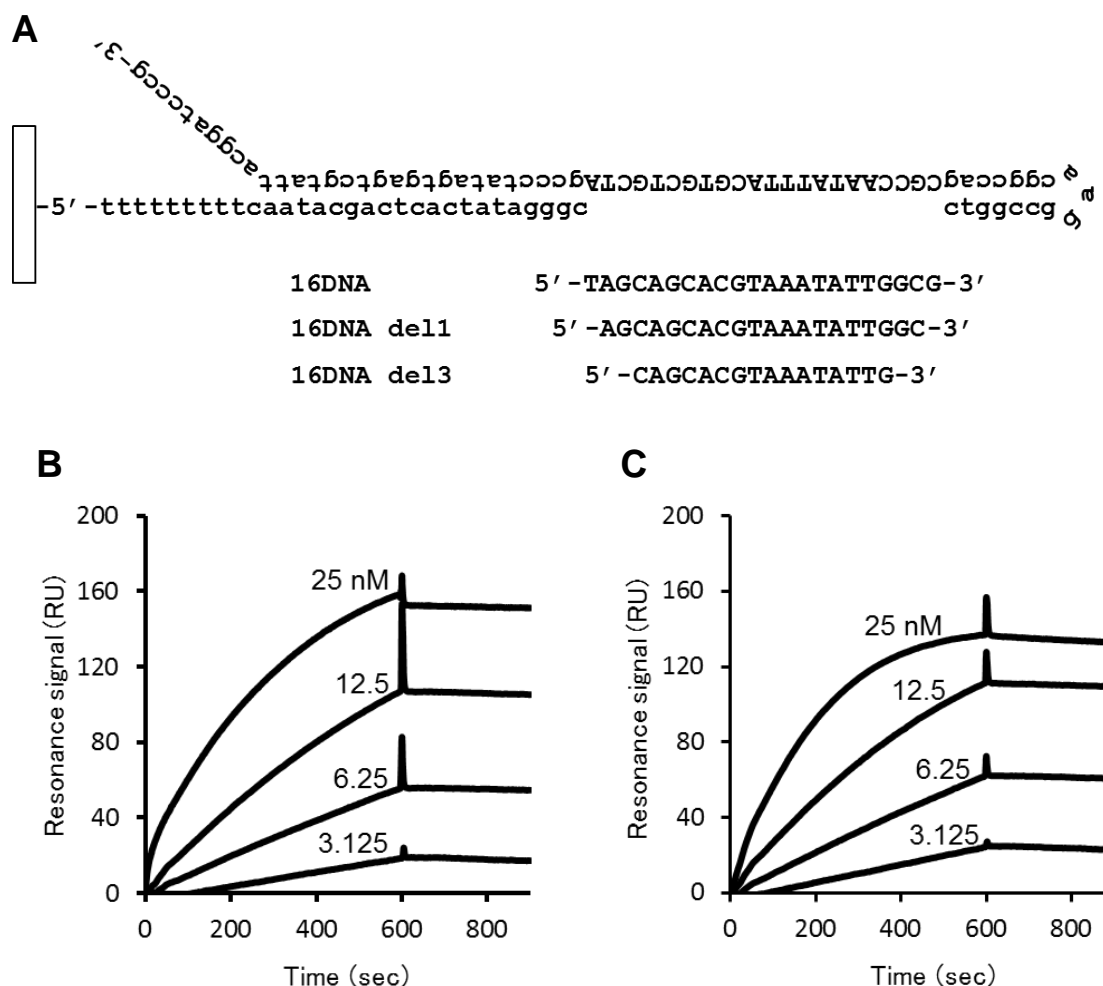 A
acggatcccg-3’
cggccagCGCCAATATTTACGTGCTGCTAgccctatagtgagtcgtatt
-5’-tttttttttcaatacgactcactatagggc ctggccg
g a a a
16DNA 5’-TAGCAGCACGTAAATATTGGCG-3’
16DNA del1 5’-AGCAGCACGTAAATATTGGC-3’
16DNA del3 5’-CAGCACGTAAATATTG-3’
B
Resonance signal (RU)
200
160
120
80
40
0
25 nM
12.5
6.25
3.125
0 200 400 600 800
Time (sec)
C
Resonance signal (RU)
200
160
120
80
40
0
25 nM
12.5
6.25
3.125
0 200 400 600 800
Time (sec)